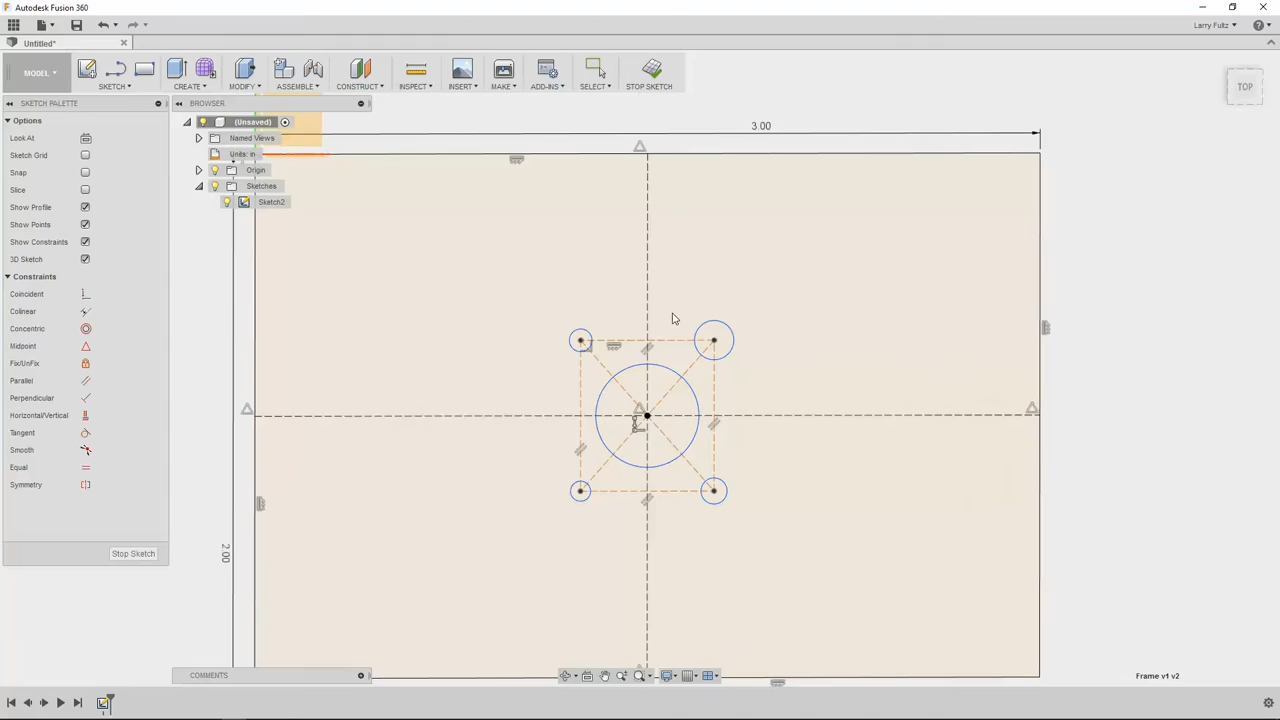 Autodesk Fusion 360
Larry Fultz
Untitled*
MODEL
SKETCH
CREATE
MODIFY
ASSEMBLE
CONSTRUCT
INSPECT
INSERT
MAKE
ADD-INS
SELECT
STOP SKETCH
TOP
SKETCH PALETTE
BROWSER
Options
(Unsaved)
3.00
Look At
Named Views
Sketch Grid
Units: in
Snap
Origin
Slice
Sketches
Show Profile
Sketch2
Show Points
Show Constraints
3D Sketch
Constraints
Coincident
Colinear
Concentric
Midpoint
Fix/UnFix
Parallel
Perpendicular
Horizontal/Vertical
Tangent
Smooth
Equal
Symmetry
Stop Sketch
2.00
COMMENTS
Frame v1 v2